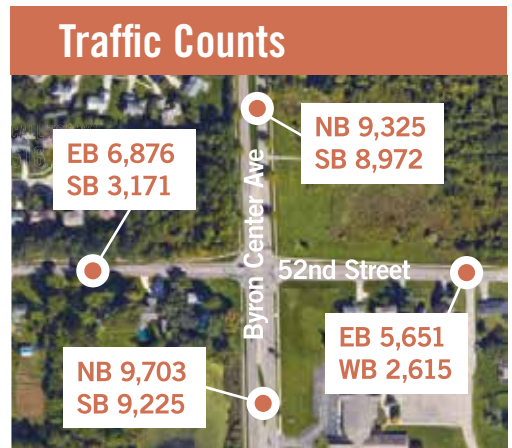 Traffic Counts
NB 9,325
SB 8,972
EB 6,876
SB 3,171
Byron Center Ave
52nd Street
EB 5,651
WB 2,615
NB 9,703
SB 9,225